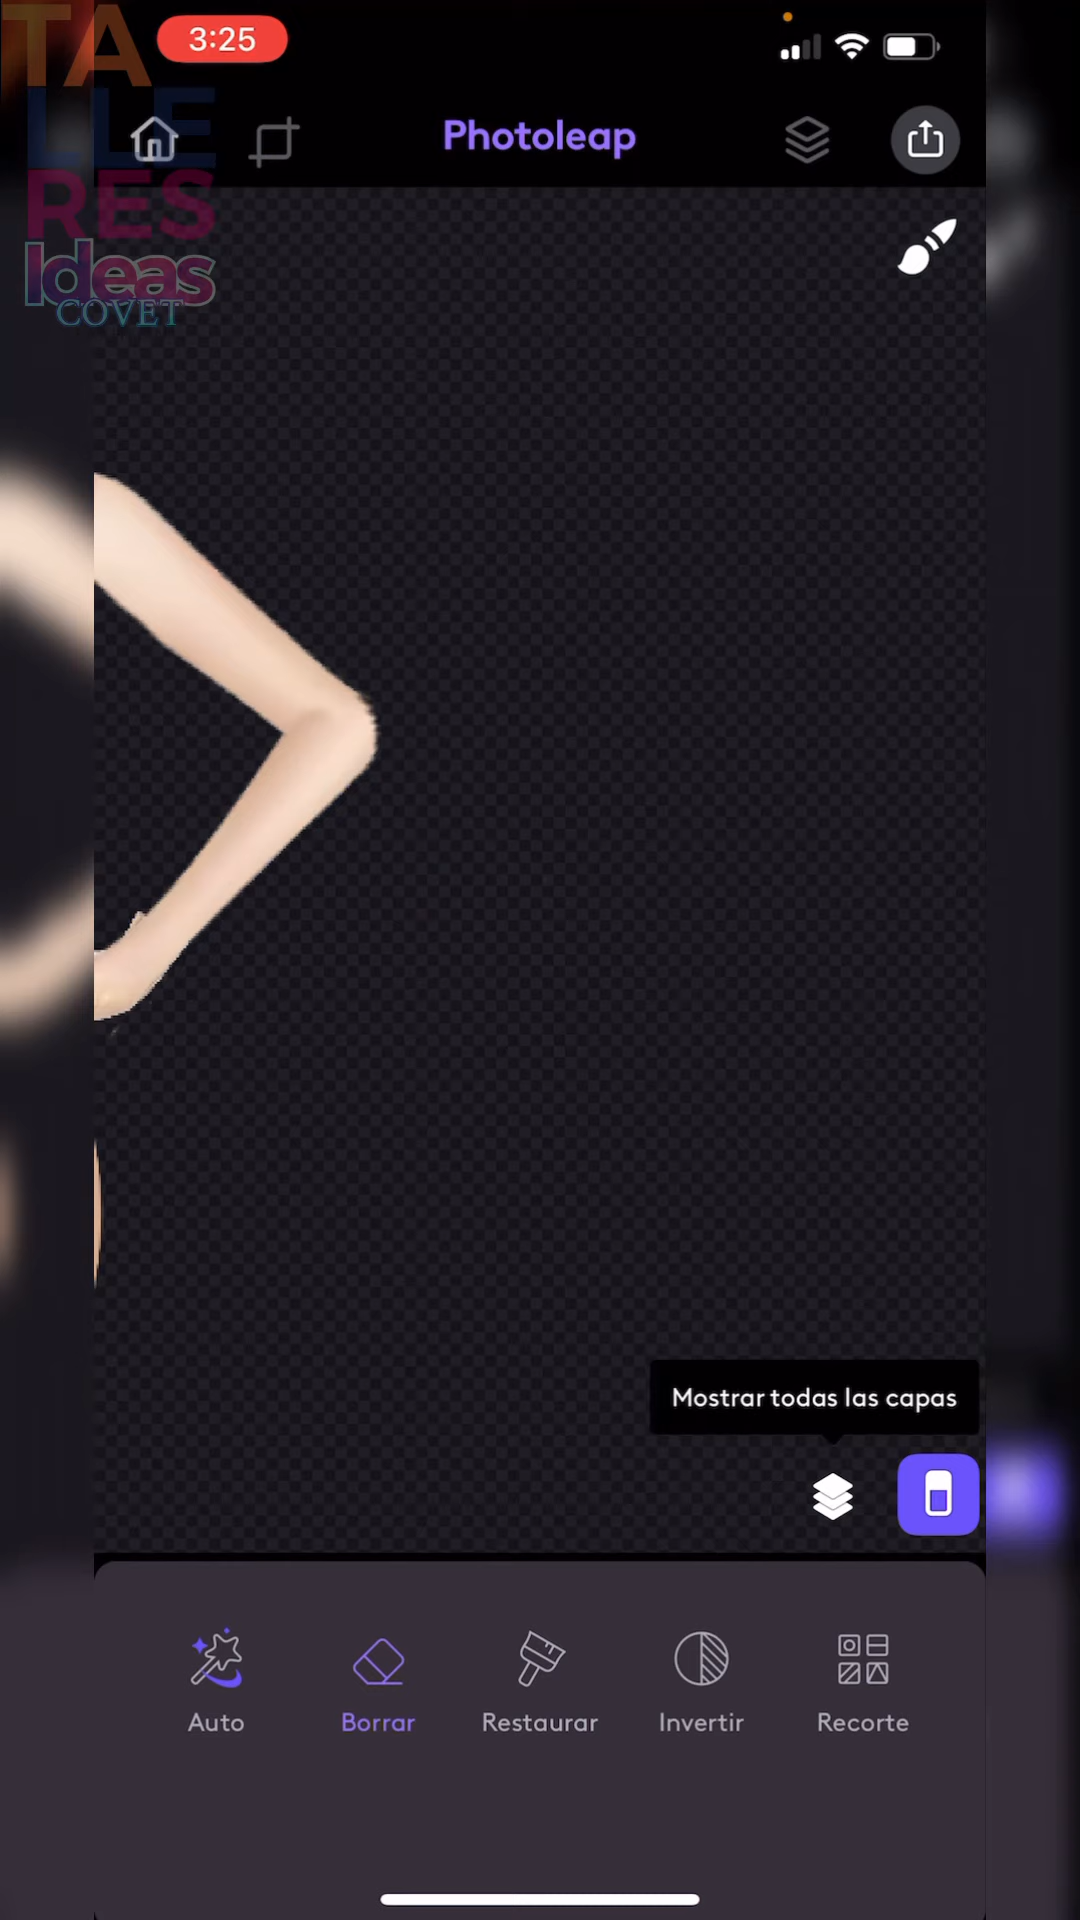 TA
LLE
RES
Ideas
COVET
3:25
Photoleap
Mostrar todas las capas
Auto
Borrar
Restaurar
Invertir
Recorte